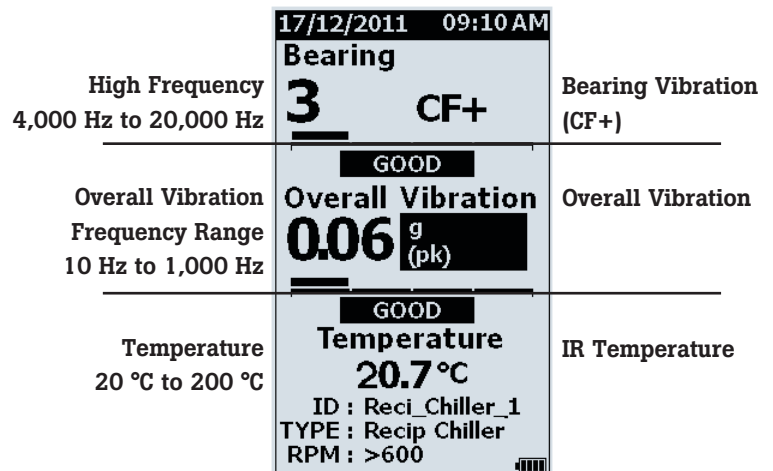 17/12/2011 09:10 AM
Bearing
High Frequency
4,000 Hz to 20,000 Hz
3 CF+
Bearing Vibration
(CF+)
GOOD
Overall Vibration
Frequency Range
10 Hz to 1,000 Hz
Overall Vibration
0.06 g
(pk)
Overall Vibration
GOOD
Temperature
20 °C to 200 °C
Temperature
20.7 °C
IR Temperature
ID : Reci_Chiller_1
TYPE : Recip Chiller
RPM : >600